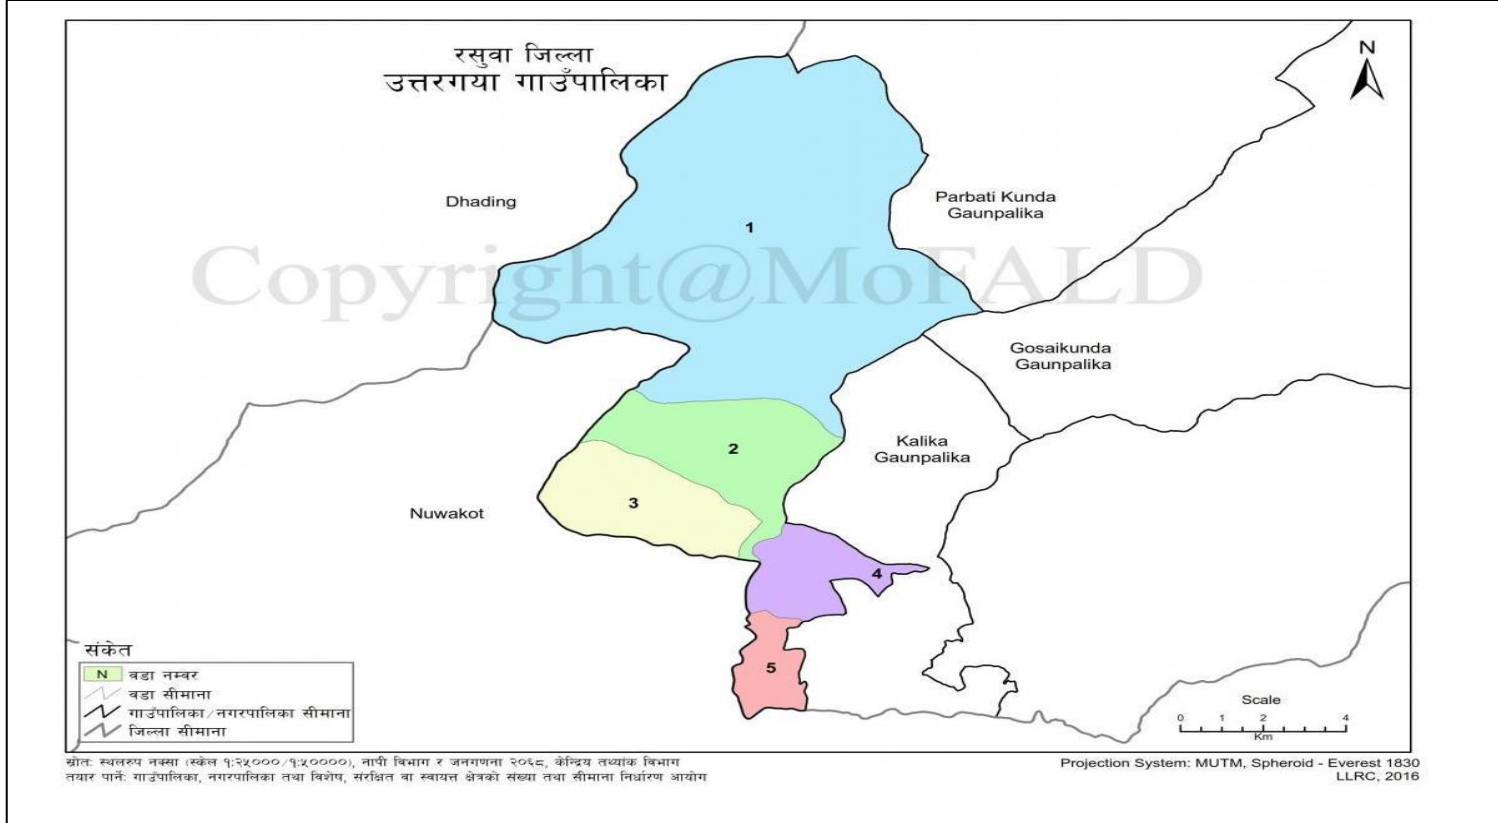 रसुवा जिल्ला
उत्तरगया गाउँपालिका
N
Dhading
Parbati Kunda
Gaunpalika
1
Copyright@MoFALD
Gosaikunda
Gaunpalika
Kalika
Gaunpalika
2
3
Nuwakot
4
5
संकेत
N वडा नम्वर
वडा सीमाना
गाउँपालिका/नगरपालिका सीमाना
जिल्ला सीमाना
Scale
0 1 2 4
Km
स्रोतः स्थलरुप नक्सा (स्केल १:२५०००/१:५००००), नापी विभाग र जनगणना २०६८, केन्द्रिय तथ्यांक विभाग
तयार पार्नेः गाउँपालिका, नगरपालिका तथा विशेष, संरक्षित वा स्वायत्त क्षेत्रको संख्या तथा सीमाना निर्धारण आयोग
Projection System: MUTM, Spheroid - Everest 1830
LLRC, 2016